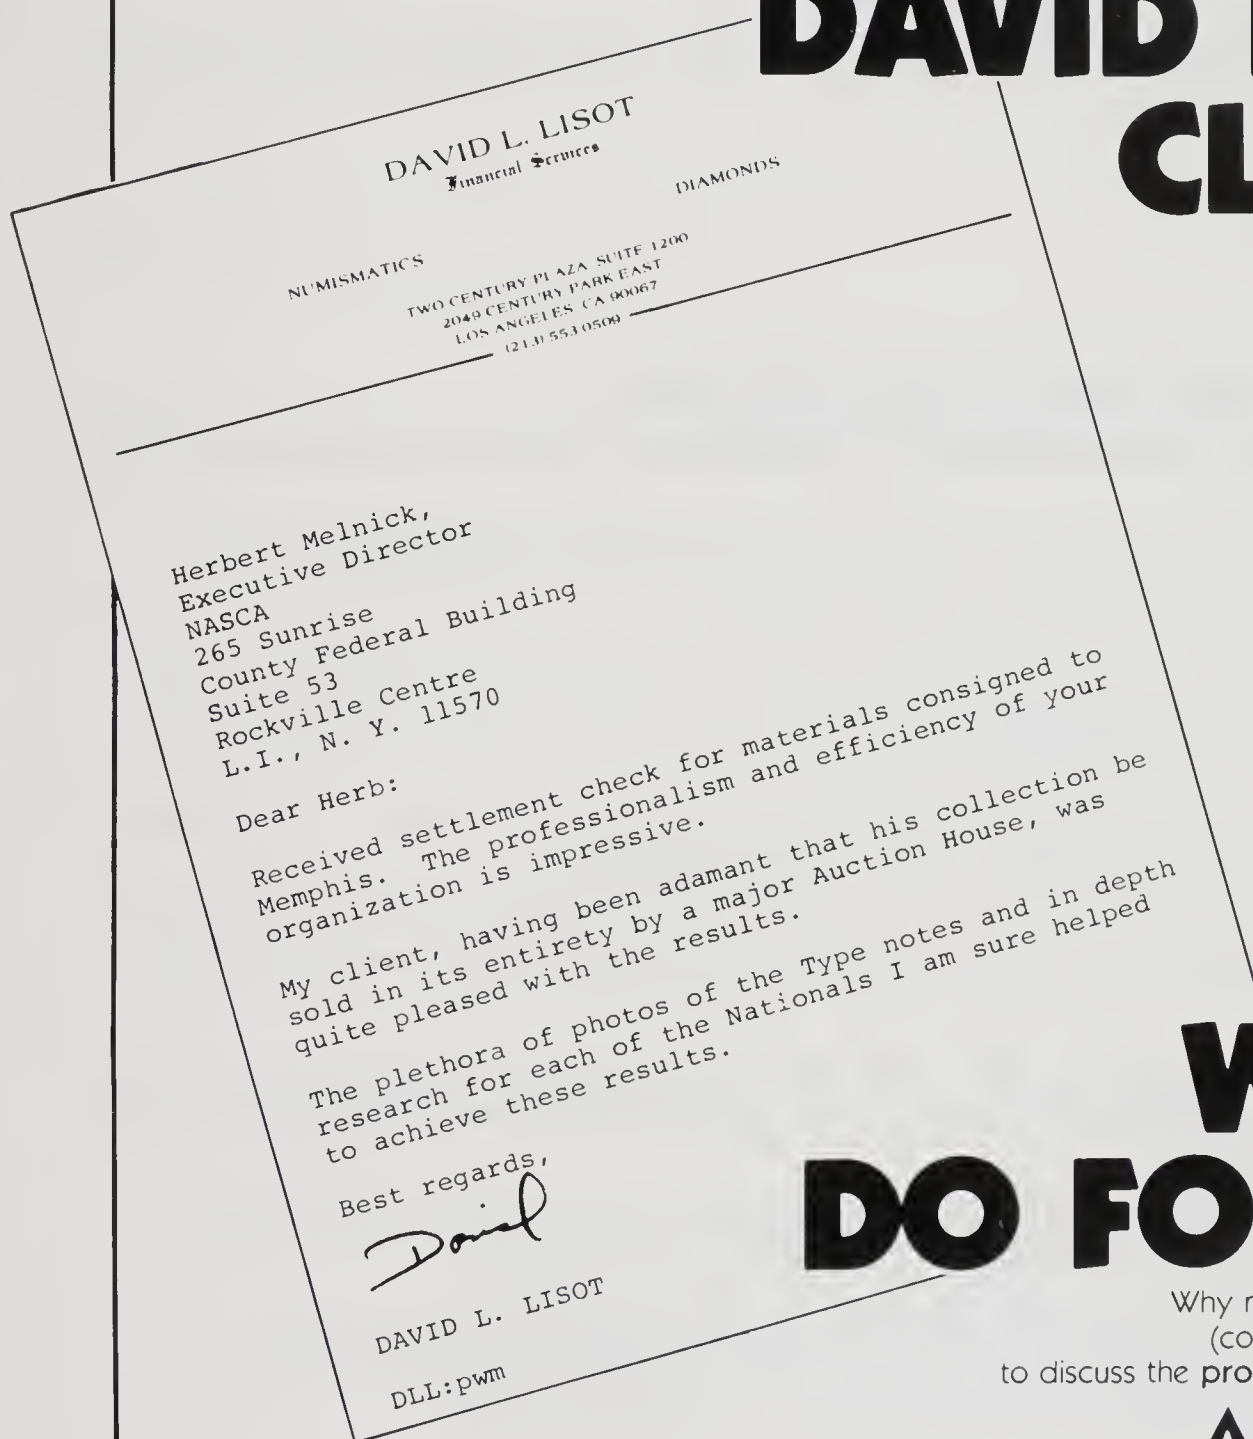 DAVID
CL
DAVID L. LISOT
Financial Services
NUMISMATICS
DIAMONDS
TWO CENTURY PLAZA SUITE 1200
2049 CENTURY PARK EAST
LOS ANGELES CA 90067
(213) 553 0509
Herbert Melnick,
Executive Director
NASCA
265 Sunrise
County Federal Building
Suite 53
Rockville Centre
L.I., N. Y. 11570
Dear Herb:
Received settlement check for materials consigned to
Memphis. The professionalism and efficiency of your
organization is impressive.
My client, having been adamant that his collection be
sold in its entirety by a major Auction House, was
quite pleased with the results.
The plethora of photos of the Type notes and in depth
research for each of the Nationals I am sure helped
to achieve these results.
Best regards,
David
DAVID L. LISOT
DLL:pwm
W
DO FO
Why
(co
to discuss the pro